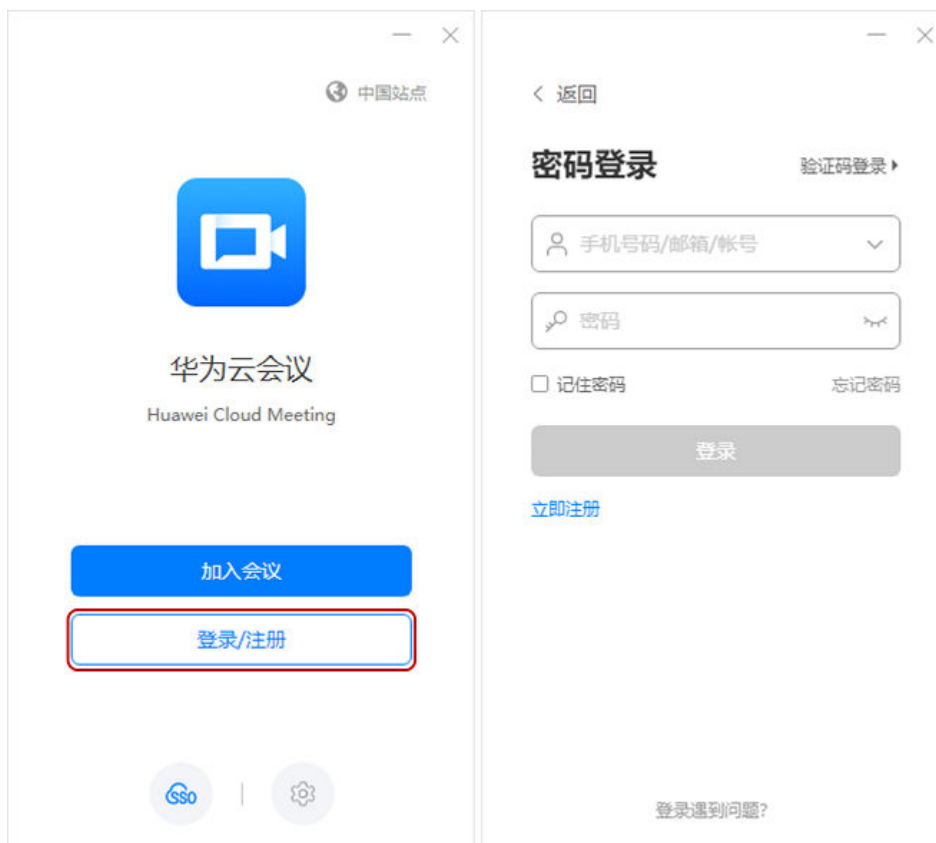 中国站点
华为云会议
Huawei Cloud Meeting
加入会议
登录/注册
SSO
返回
密码登录
验证码登录
手机号码/邮箱/帐号
密码
记住密码
忘记密码
登录
立即注册
登录遇到问题?